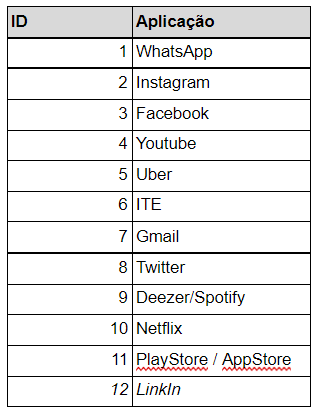 ID Aplicação
1 WhatsApp
2 Instagram
3 Facebook
4 Youtube
5 Uber
6 ITE
7 Gmail
8 Twitter
9 Deezer/Spotify
10 Netflix
11 PlayStore / AppStore
12 LinkIn